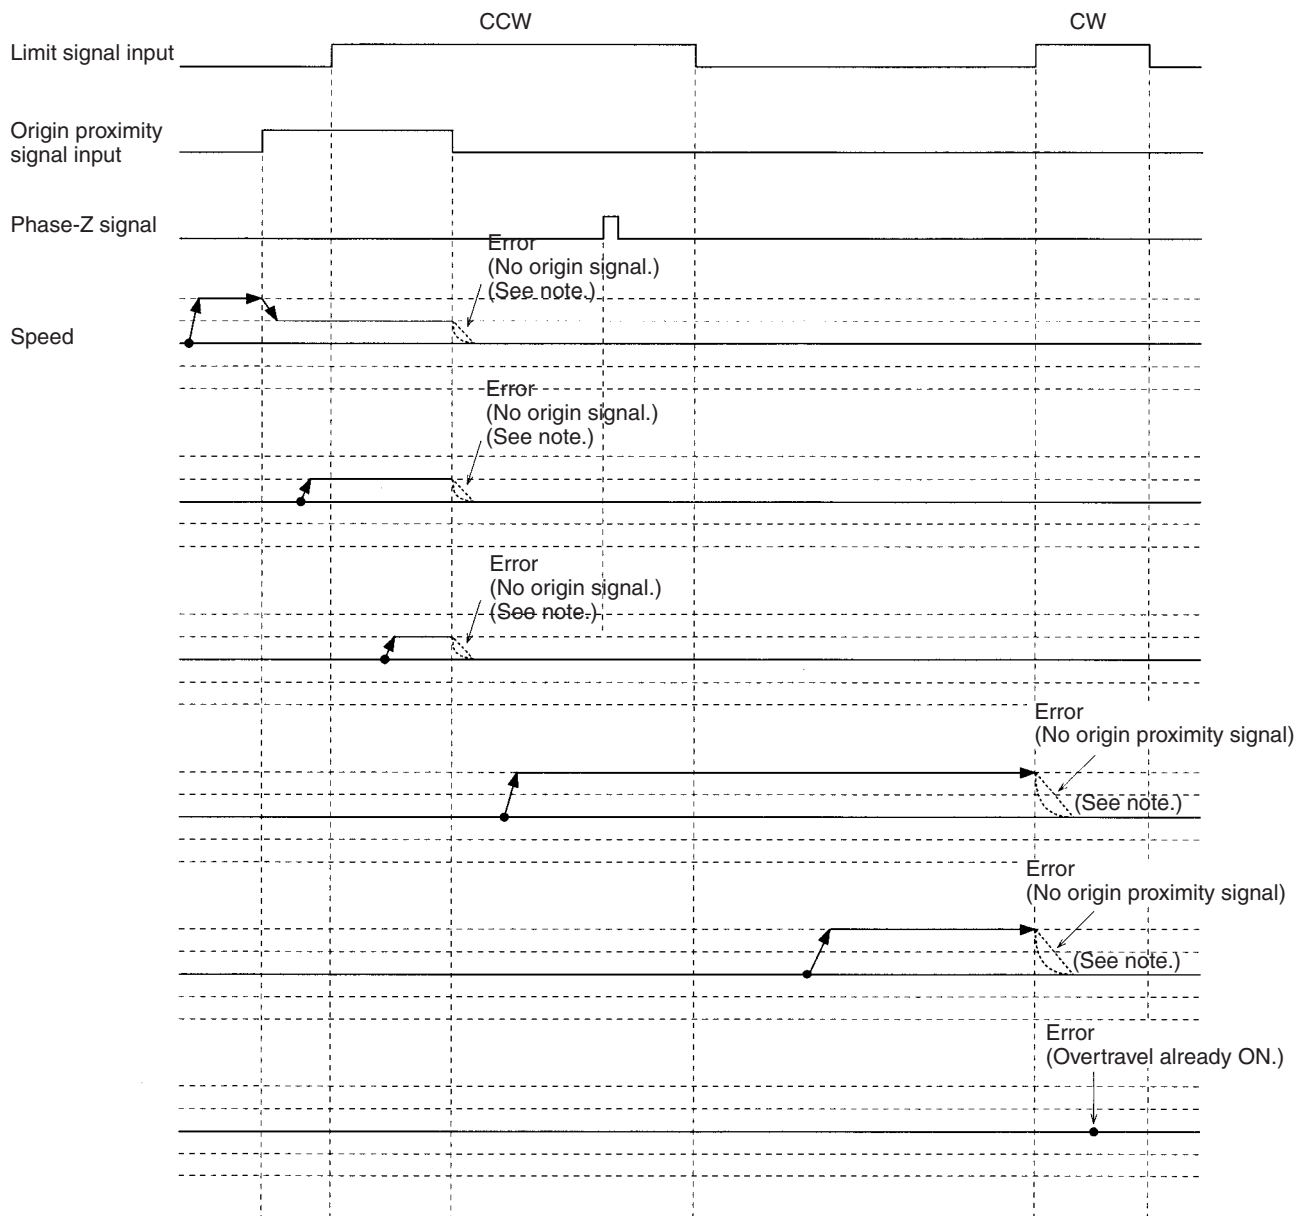 CCW
CW
Limit signal input
Origin proximity
signal input
Phase-Z signal
Error
(No origin signal.)
(See note.)
Speed
Error
(No origin signal.)
(See note.)
Error
(No origin signal.)
(See note.)
Error
(No origin proximity signal)
(See note.)
Error
(No origin proximity signal)
(See note.)
Error
(Overtravel already ON.)